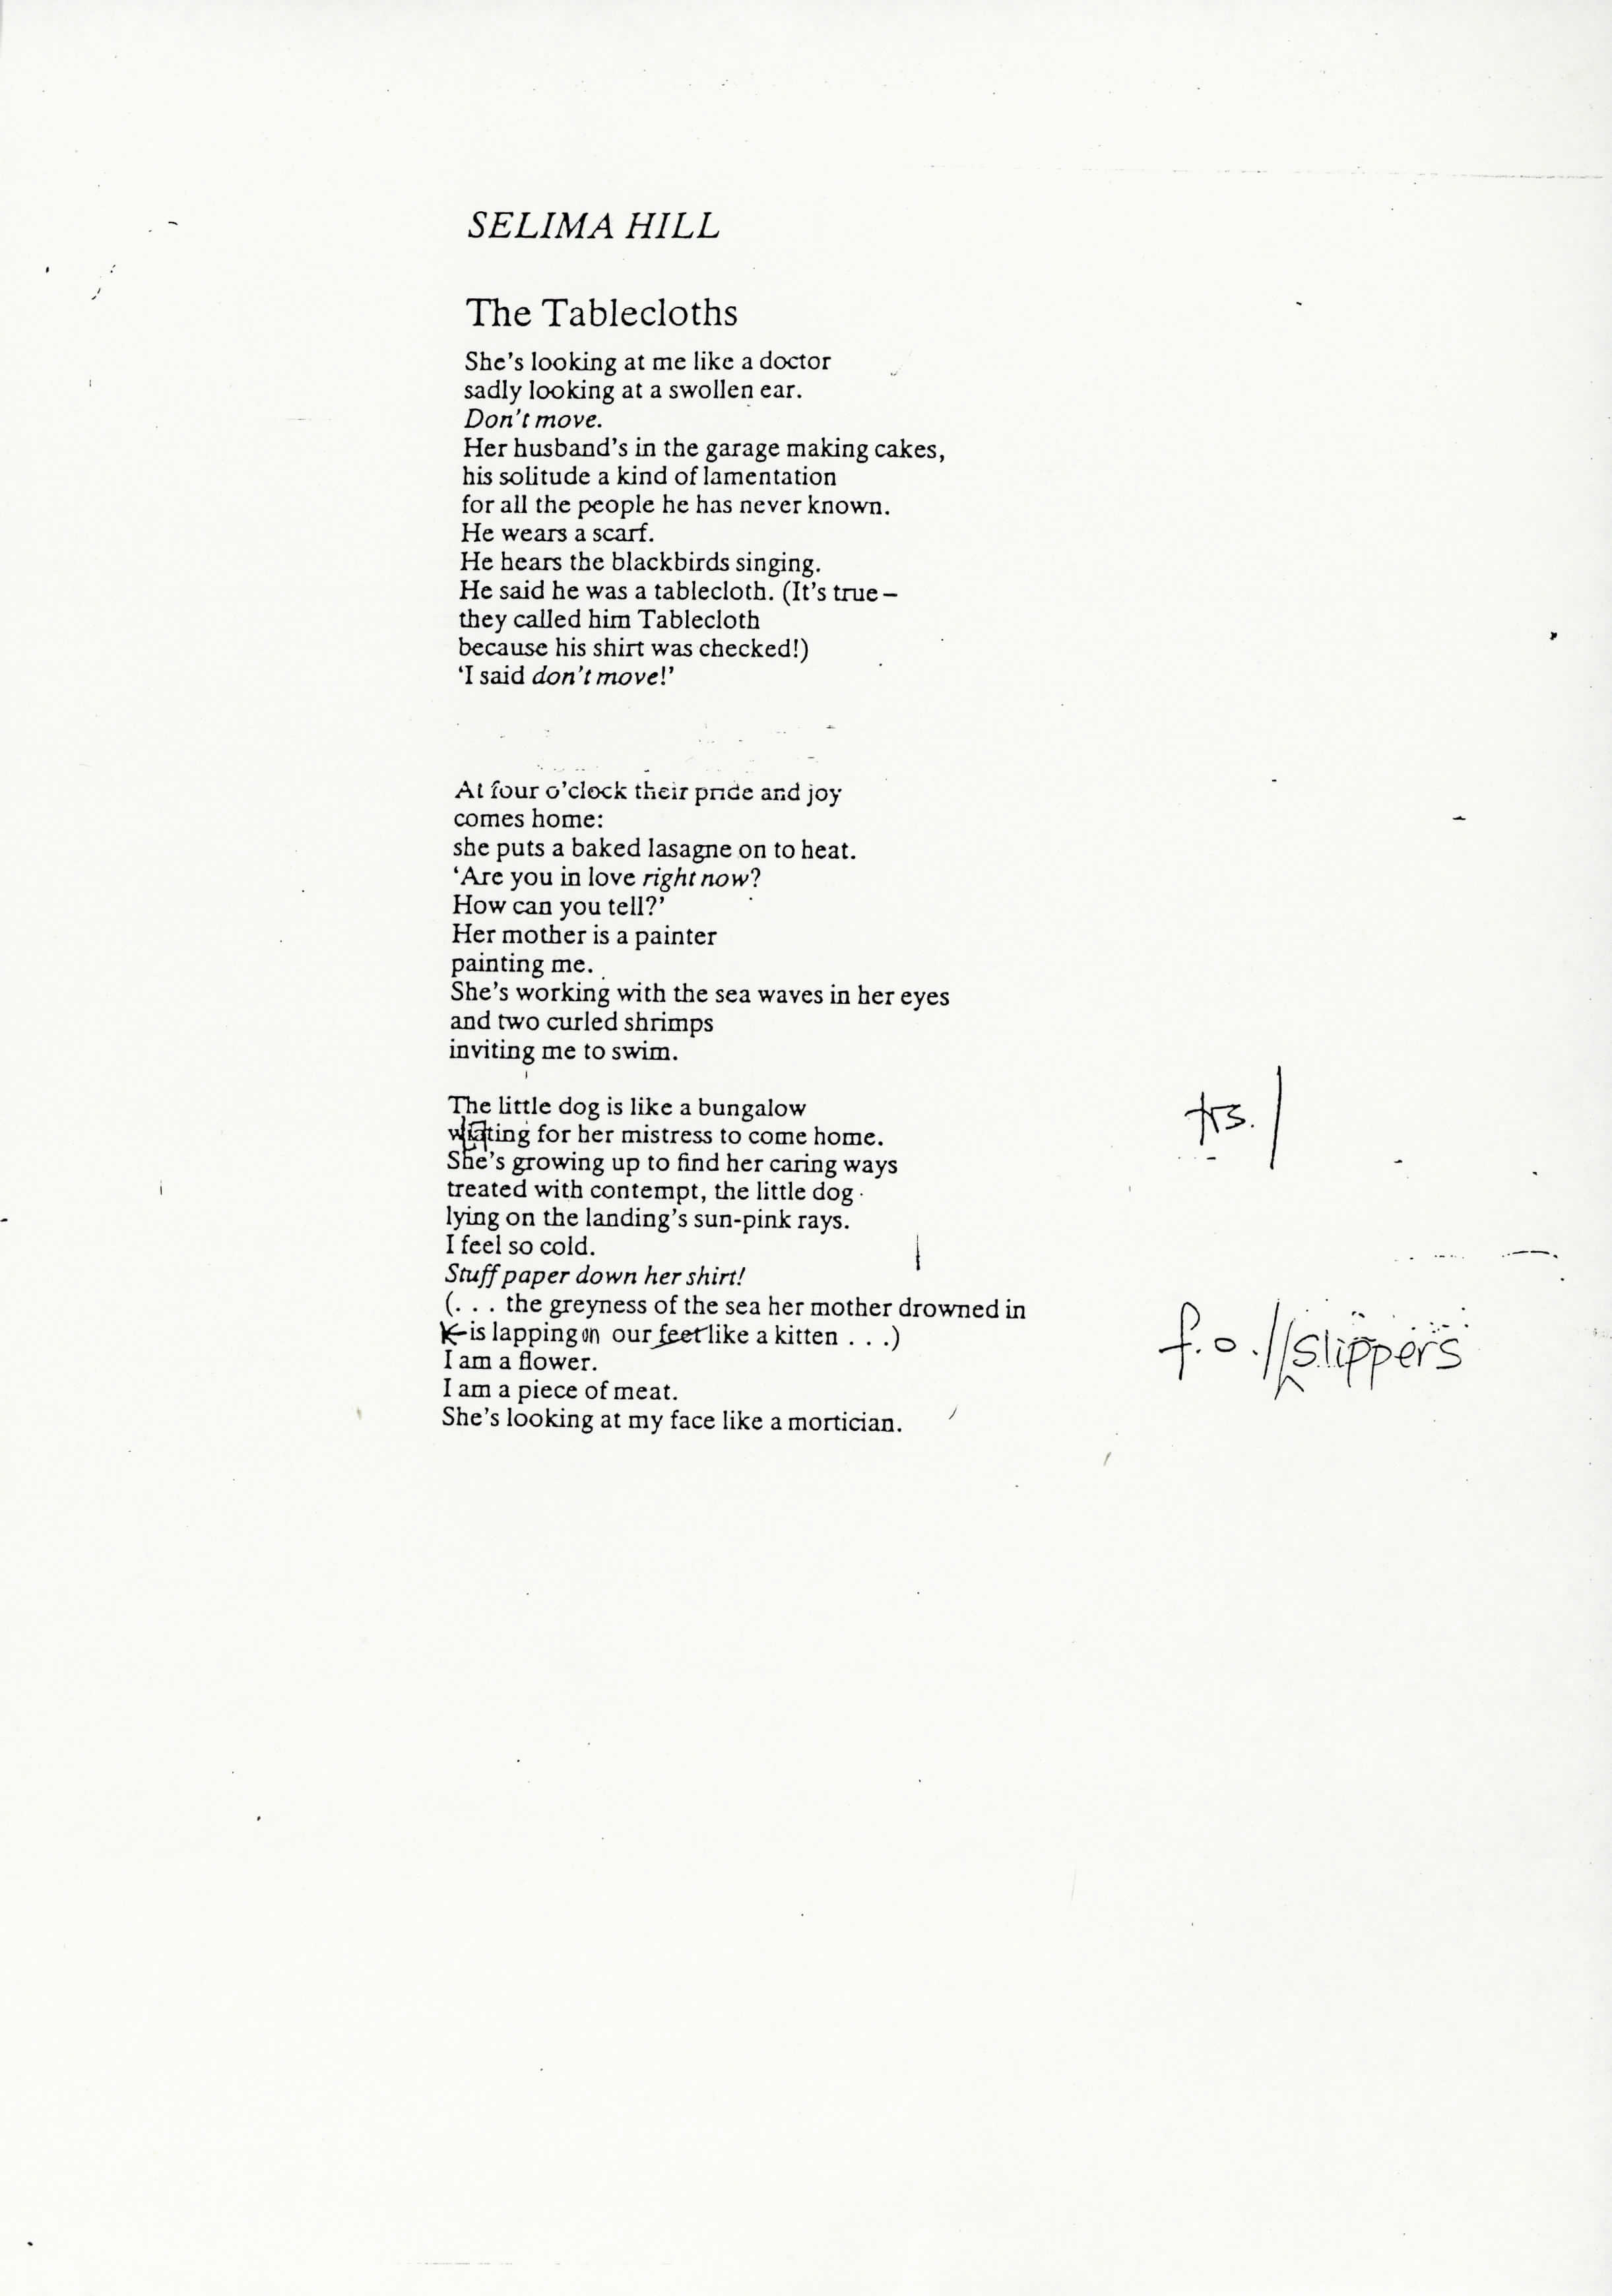 SELIMA HILL
The Tablecloths
She's looking at me like a doctor
sadly looking at a swollen ear.
Don't move.
Her husband's in the garage making cakes,
his solitude a kind of lamentation
for all the people he has never known.
He wears a scarf.
He hears the blackbirds singing.
He said he was a tablecloth. (It's true –
they called him Tablecloth
because his shirt was checked!)
‘I said don't move!’
At four o'clock their pride and joy
comes home:
she puts a baked lasagne on to heat.
‘Are you in love right now?
How can you tell?’
Her mother is a painter
painting me.
She's working with the sea waves in her eyes
and two curled shrimps
inviting me to swim.
The little dog is like a bungalow
wiating for her mistress to come home. trs. /
She's growing up to find her caring ways
treated with contempt, the little dog
lying on the landing's sun-pink rays.
I feel so cold.
Stuff paper down her shirt!
(. . . the greyness of the sea her mother drowned in
is lapping on our feet like a kitten . . .) f.o. // slippers
I am a flower.
I am a piece of meat.
She's looking at my face like a mortician.